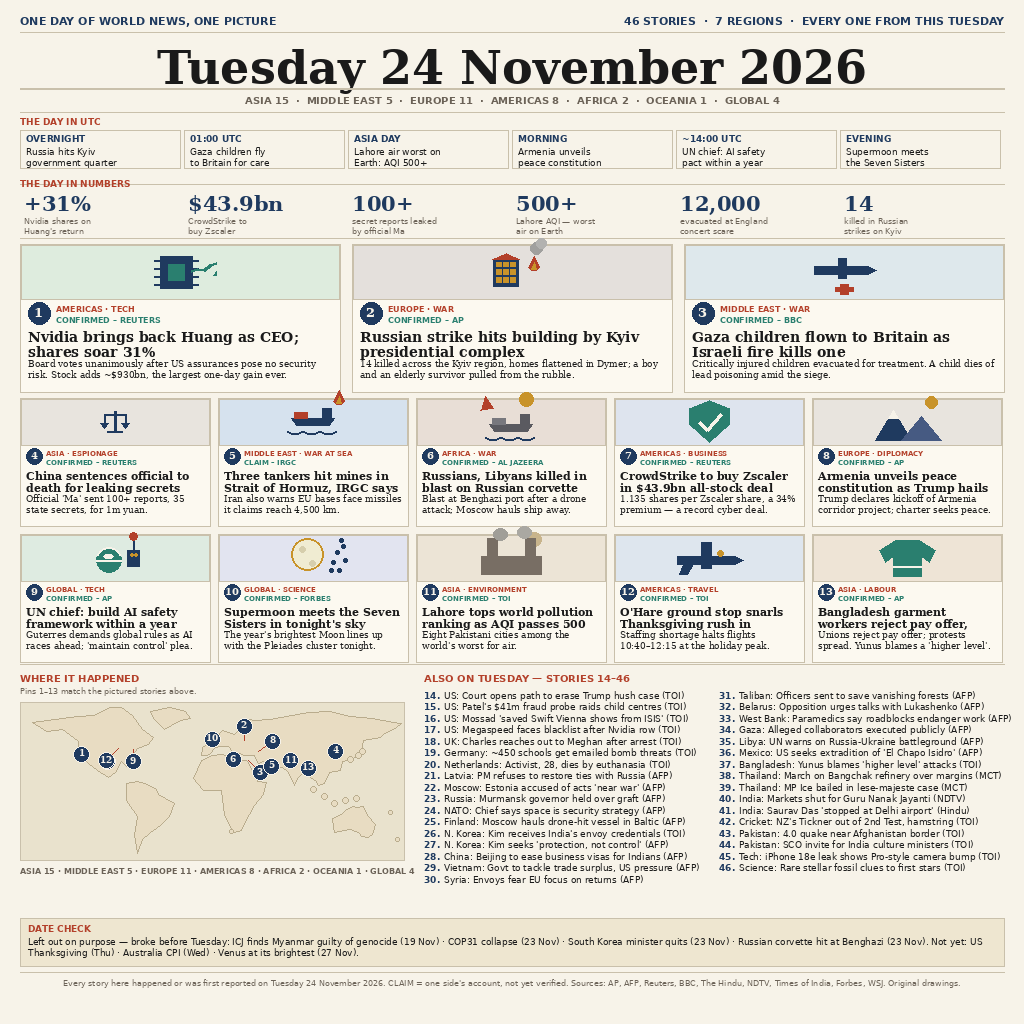 ONE DAY OF WORLD NEWS, ONE PICTURE
46 STORIES · 7 REGIONS · EVERY ONE FROM THIS TUESDAY
Tuesday 24 November 2026
ASIA 15 · MIDDLE EAST 5 · EUROPE 11 · AMERICAS 8 · AFRICA 2 · OCEANIA 1 · GLOBAL 4
THE DAY IN UTC
OVERNIGHT
Russia hits Kyiv
government quarter
01:00 UTC
Gaza children fly
to Britain for care
ASIA DAY
Lahore air worst on
Earth: AQI 500+
MORNING
Armenia unveils
peace constitution
~14:00 UTC
UN chief: AI safety
pact within a year
EVENING
Supermoon meets
the Seven Sisters
THE DAY IN NUMBERS
+31%
Nvidia shares on
Huang's return
$43.9bn
CrowdStrike to
buy Zscaler
100+
secret reports leaked
by official Ma
500+
Lahore AQI — worst
air on Earth
12,000
evacuated at England
concert scare
14
killed in Russian
strikes on Kyiv
1
AMERICAS · TECH
CONFIRMED – REUTERS
Nvidia brings back Huang as CEO;
shares soar 31%
Board votes unanimously after US assurances pose no security
risk. Stock adds ~$930bn, the largest one-day gain ever.
2
EUROPE · WAR
CONFIRMED – AP
Russian strike hits building by Kyiv
presidential complex
14 killed across the Kyiv region, homes flattened in Dymer; a boy
and an elderly survivor pulled from the rubble.
3
MIDDLE EAST · WAR
CONFIRMED – BBC
Gaza children flown to Britain as
Israeli fire kills one
Critically injured children evacuated for treatment. A child dies of
lead poisoning amid the siege.
4
ASIA · ESPIONAGE
CONFIRMED – REUTERS
China sentences official to
death for leaking secrets
Official 'Ma' sent 100+ reports, 35
state secrets, for 1m yuan.
5
MIDDLE EAST · WAR AT SEA
CLAIM – IRGC
Three tankers hit mines in
Strait of Hormuz, IRGC says
Iran also warns EU bases face missiles
it claims reach 4,500 km.
6
AFRICA · WAR
CONFIRMED – AL JAZEERA
Russians, Libyans killed in
blast on Russian corvette
Blast at Benghazi port after a drone
attack; Moscow hauls ship away.
7
AMERICAS · BUSINESS
CONFIRMED – REUTERS
CrowdStrike to buy Zscaler
in $43.9bn all-stock deal
1.135 shares per Zscaler share, a 34%
premium — a record cyber deal.
8
EUROPE · DIPLOMACY
CONFIRMED – AP
Armenia unveils peace
constitution as Trump hails
Trump declares kickoff of Armenia
corridor project; charter seeks peace.
9
GLOBAL · TECH
CONFIRMED – AP
UN chief: build AI safety
framework within a year
Guterres demands global rules as AI
races ahead; 'maintain control' plea.
10
GLOBAL · SCIENCE
CONFIRMED – FORBES
Supermoon meets the Seven
Sisters in tonight's sky
The year's brightest Moon lines up
with the Pleiades cluster tonight.
11
ASIA · ENVIRONMENT
CONFIRMED – TOI
Lahore tops world pollution
ranking as AQI passes 500
Eight Pakistani cities among the
world's worst for air.
12
AMERICAS · TRAVEL
CONFIRMED – TOI
O'Hare ground stop snarls
Thanksgiving rush in
Staffing shortage halts flights
10:40–12:15 at the holiday peak.
13
ASIA · LABOUR
CONFIRMED – AP
Bangladesh garment
workers reject pay offer,
Unions reject pay offer; protests
spread. Yunus blames a 'higher level'.
WHERE IT HAPPENED
Pins 1–13 match the pictured stories above.
1
12
9
10
2
8
6
3
5
11
13
4
ASIA 15 · MIDDLE EAST 5 · EUROPE 11 · AMERICAS 8 · AFRICA 2 · OCEANIA 1 · GLOBAL 4
ALSO ON TUESDAY — STORIES 14–46
14. US: Court opens path to erase Trump hush case (TOI)
15. US: Patel's $41m fraud probe raids child centres (TOI)
16. US: Mossad 'saved Swift Vienna shows from ISIS' (TOI)
17. US: Megaspeed faces blacklist after Nvidia row (TOI)
18. UK: Charles reaches out to Meghan after arrest (TOI)
19. Germany: ~450 schools get emailed bomb threats (TOI)
20. Netherlands: Activist, 28, dies by euthanasia (TOI)
21. Latvia: PM refuses to restore ties with Russia (AFP)
22. Moscow: Estonia accused of acts 'near war' (AFP)
23. Russia: Murmansk governor held over graft (AFP)
24. NATO: Chief says space is security strategy (AFP)
25. Finland: Moscow hauls drone-hit vessel in Baltic (AFP)
26. N. Korea: Kim receives India's envoy credentials (TOI)
27. N. Korea: Kim seeks 'protection, not control' (AFP)
28. China: Beijing to ease business visas for Indians (AFP)
29. Vietnam: Govt to tackle trade surplus, US pressure (AFP)
30. Syria: Envoys fear EU focus on returns (AFP)
31. Taliban: Officers sent to save vanishing forests (AFP)
32. Belarus: Opposition urges talks with Lukashenko (AFP)
33. West Bank: Paramedics say roadblocks endanger work (AFP)
34. Gaza: Alleged collaborators executed publicly (AFP)
35. Libya: UN warns on Russia-Ukraine battleground (AFP)
36. Mexico: US seeks extradition of 'El Chapo Isidro' (AFP)
37. Bangladesh: Yunus blames 'higher level' attacks (TOI)
38. Thailand: March on Bangchak refinery over margins (MCT)
39. Thailand: MP Ice bailed in lese-majeste case (MCT)
40. India: Markets shut for Guru Nanak Jayanti (NDTV)
41. India: Saurav Das 'stopped at Delhi airport' (Hindu)
42. Cricket: NZ's Tickner out of 2nd Test, hamstring (TOI)
43. Pakistan: 4.0 quake near Afghanistan border (TOI)
44. Pakistan: SCO invite for India culture ministers (TOI)
45. Tech: iPhone 18e leak shows Pro-style camera bump (TOI)
46. Science: Rare stellar fossil clues to first stars (TOI)
DATE CHECK
Left out on purpose — broke before Tuesday: ICJ finds Myanmar guilty of genocide (19 Nov) · COP31 collapse (23 Nov) · South Korea minister quits (23 Nov) · Russian corvette hit at Benghazi (23 Nov). Not yet: US
Thanksgiving (Thu) · Australia CPI (Wed) · Venus at its brightest (27 Nov).
Every story here happened or was first reported on Tuesday 24 November 2026. CLAIM = one side's account, not yet verified. Sources: AP, AFP, Reuters, BBC, The Hindu, NDTV, Times of India, Forbes, WSJ. Original drawings.